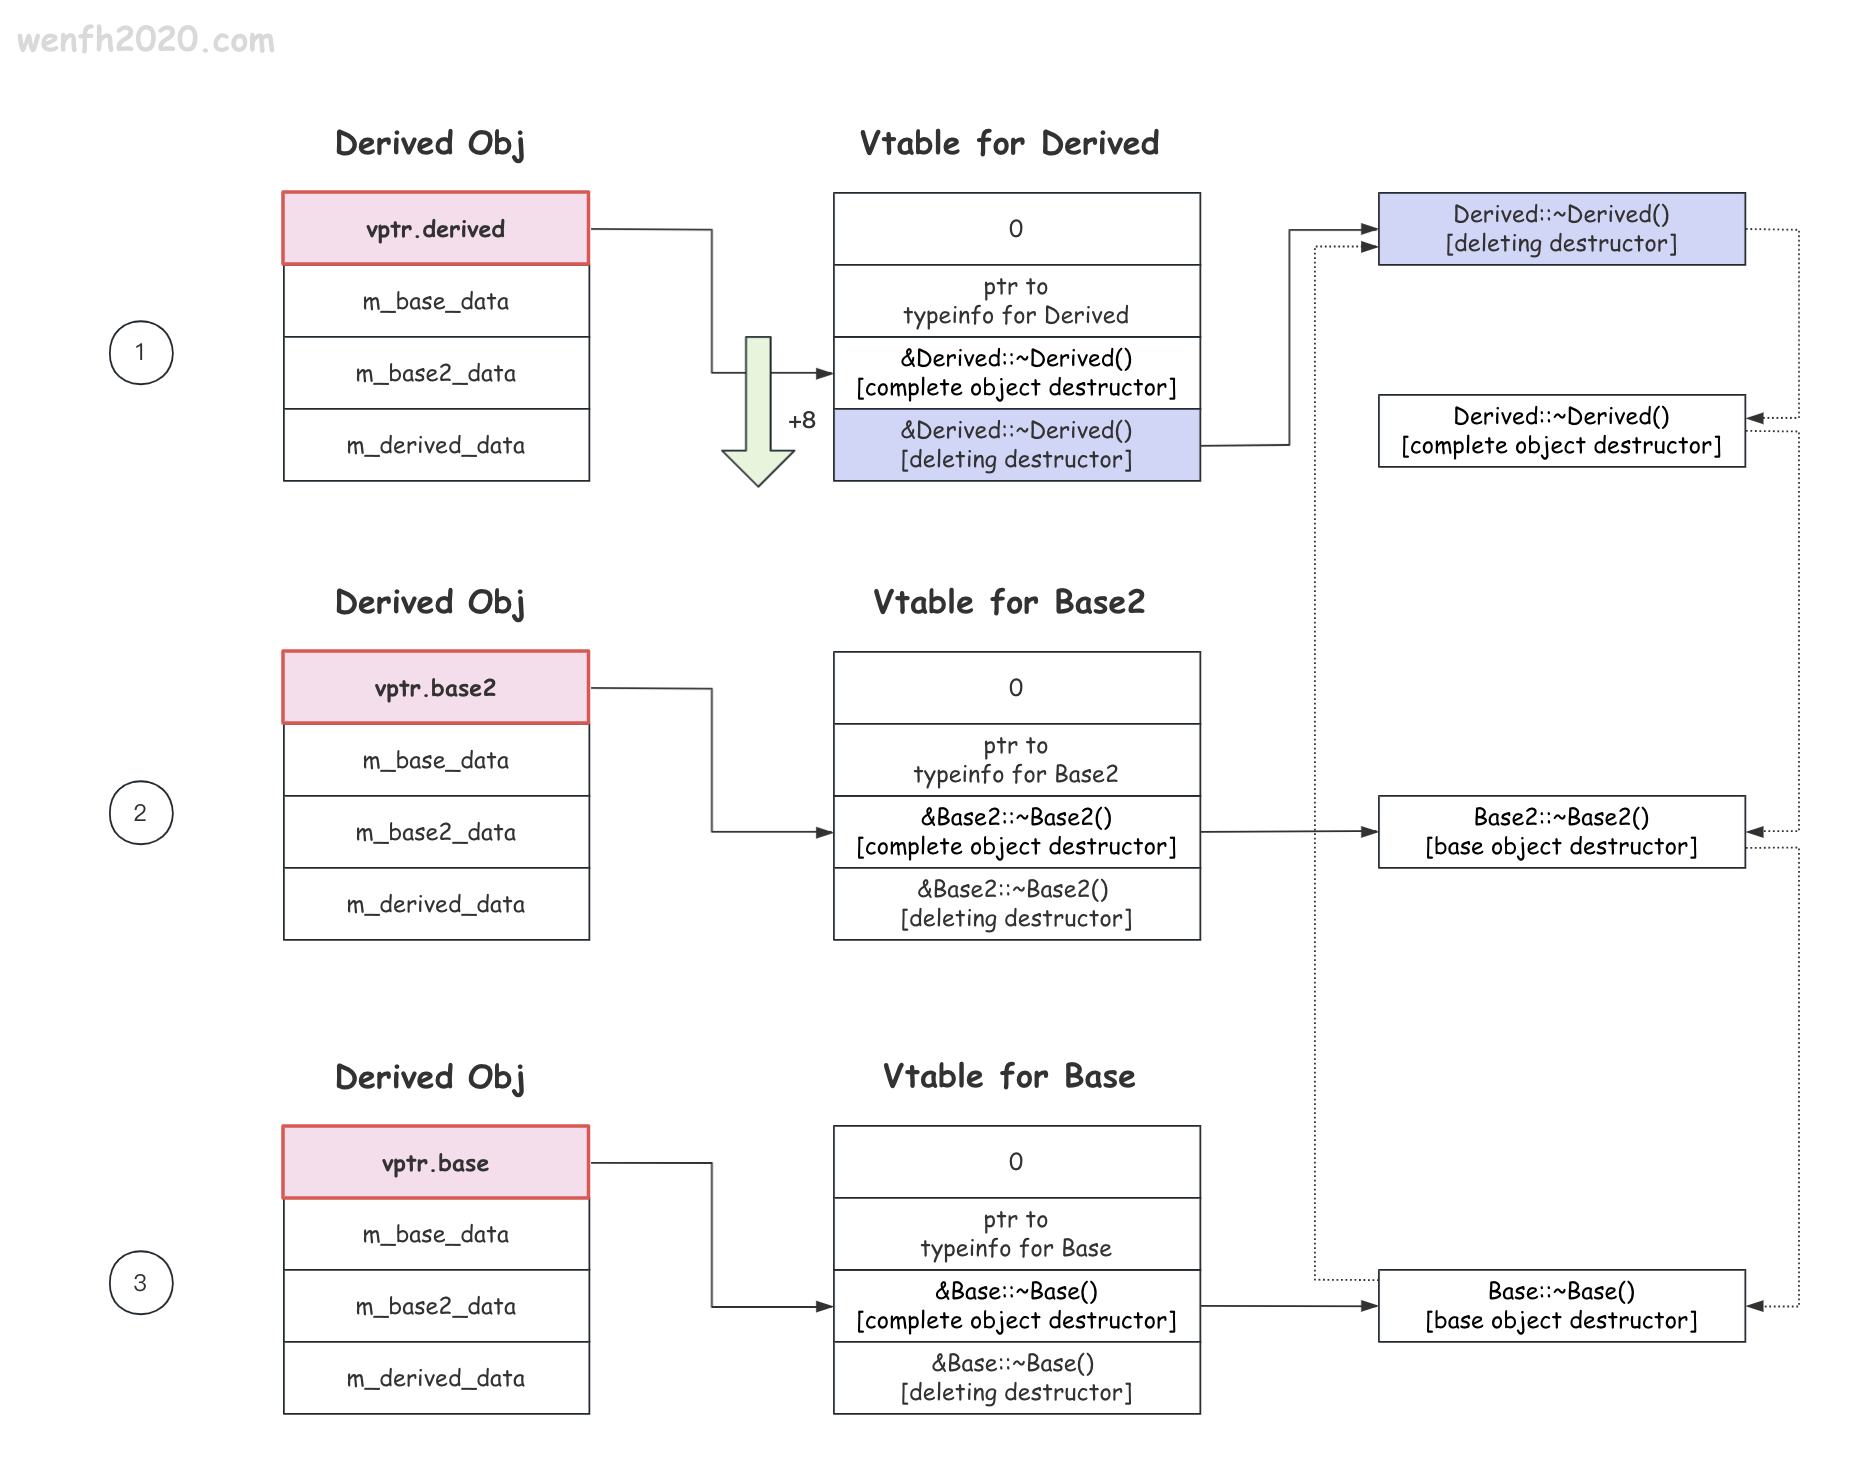 wenfh2020.com
Derived Obj
Vtable for Derived
vptr.derived
m_base_data
m_base2_data
m_derived_data
1
+8
0
ptr to
typeinfo for Derived
&Derived::~Derived()
[complete object destructor]
&Derived::~Derived()
[deleting destructor]
Derived::~Derived()
[deleting destructor]
Derived::~Derived()
[complete object destructor]
Derived Obj
Vtable for Base2
vptr.base2
m_base_data
m_base2_data
m_derived_data
2
0
ptr to
typeinfo for Base2
&Base2::~Base2()
[complete object destructor]
&Base2::~Base2()
[deleting destructor]
Base2::~Base2()
[base object destructor]
Derived Obj
Vtable for Base
vptr.base
m_base_data
m_base2_data
m_derived_data
3
0
ptr to
typeinfo for Base
&Base::~Base()
[complete object destructor]
&Base::~Base()
[deleting destructor]
Base::~Base()
[base object destructor]